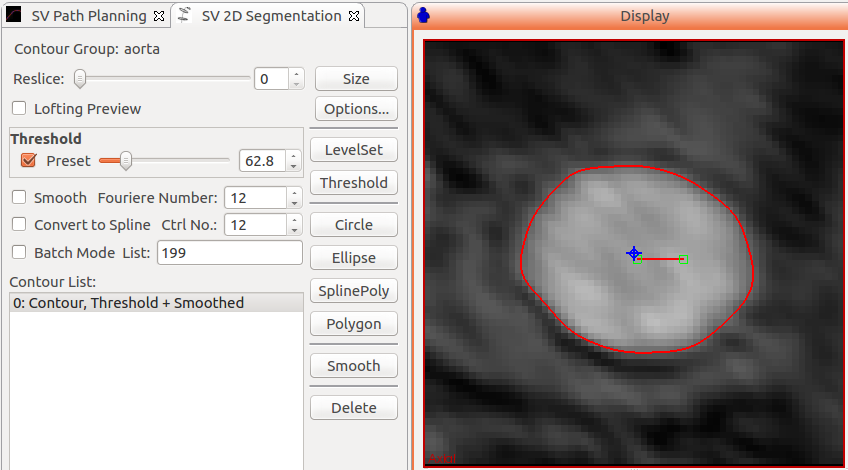 SV Path Planning
SV 2D Segmentation
Display
Contour Group: aorta
Reslice: 0 Size
Lofting Preview Options...
Threshold
Preset 62.8
LevelSet
Threshold
Smooth Fouriere Number: 12
Convert to Spline Ctrl No.: 12 Circle
Batch Mode List: 199 Ellipse
Contour List: SplinePoly
0: Contour, Threshold + Smoothed
Polygon
Smooth
Delete